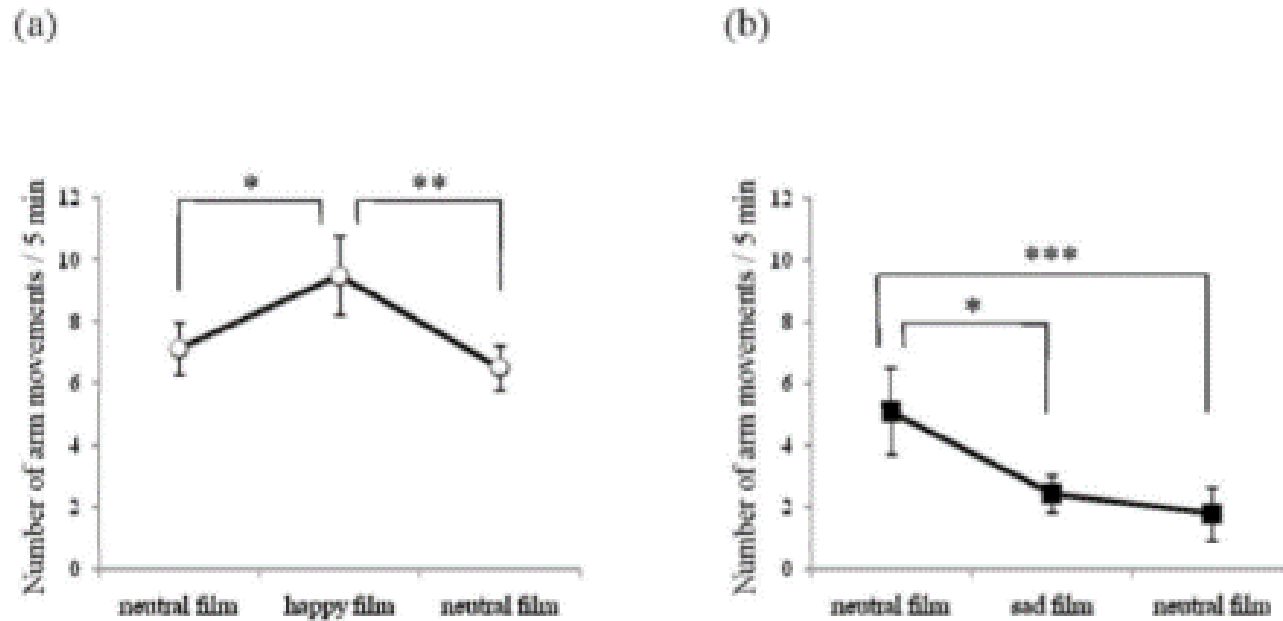 (a)
Number of arm movements / 5 min
12
10
8
6
4
2
0
*
**
neutral film
happy film
neutral film
(b)
Number of arm movements / 5 min
12
10
8
6
4
2
0
***
*
neutral film
sad film
neutral film